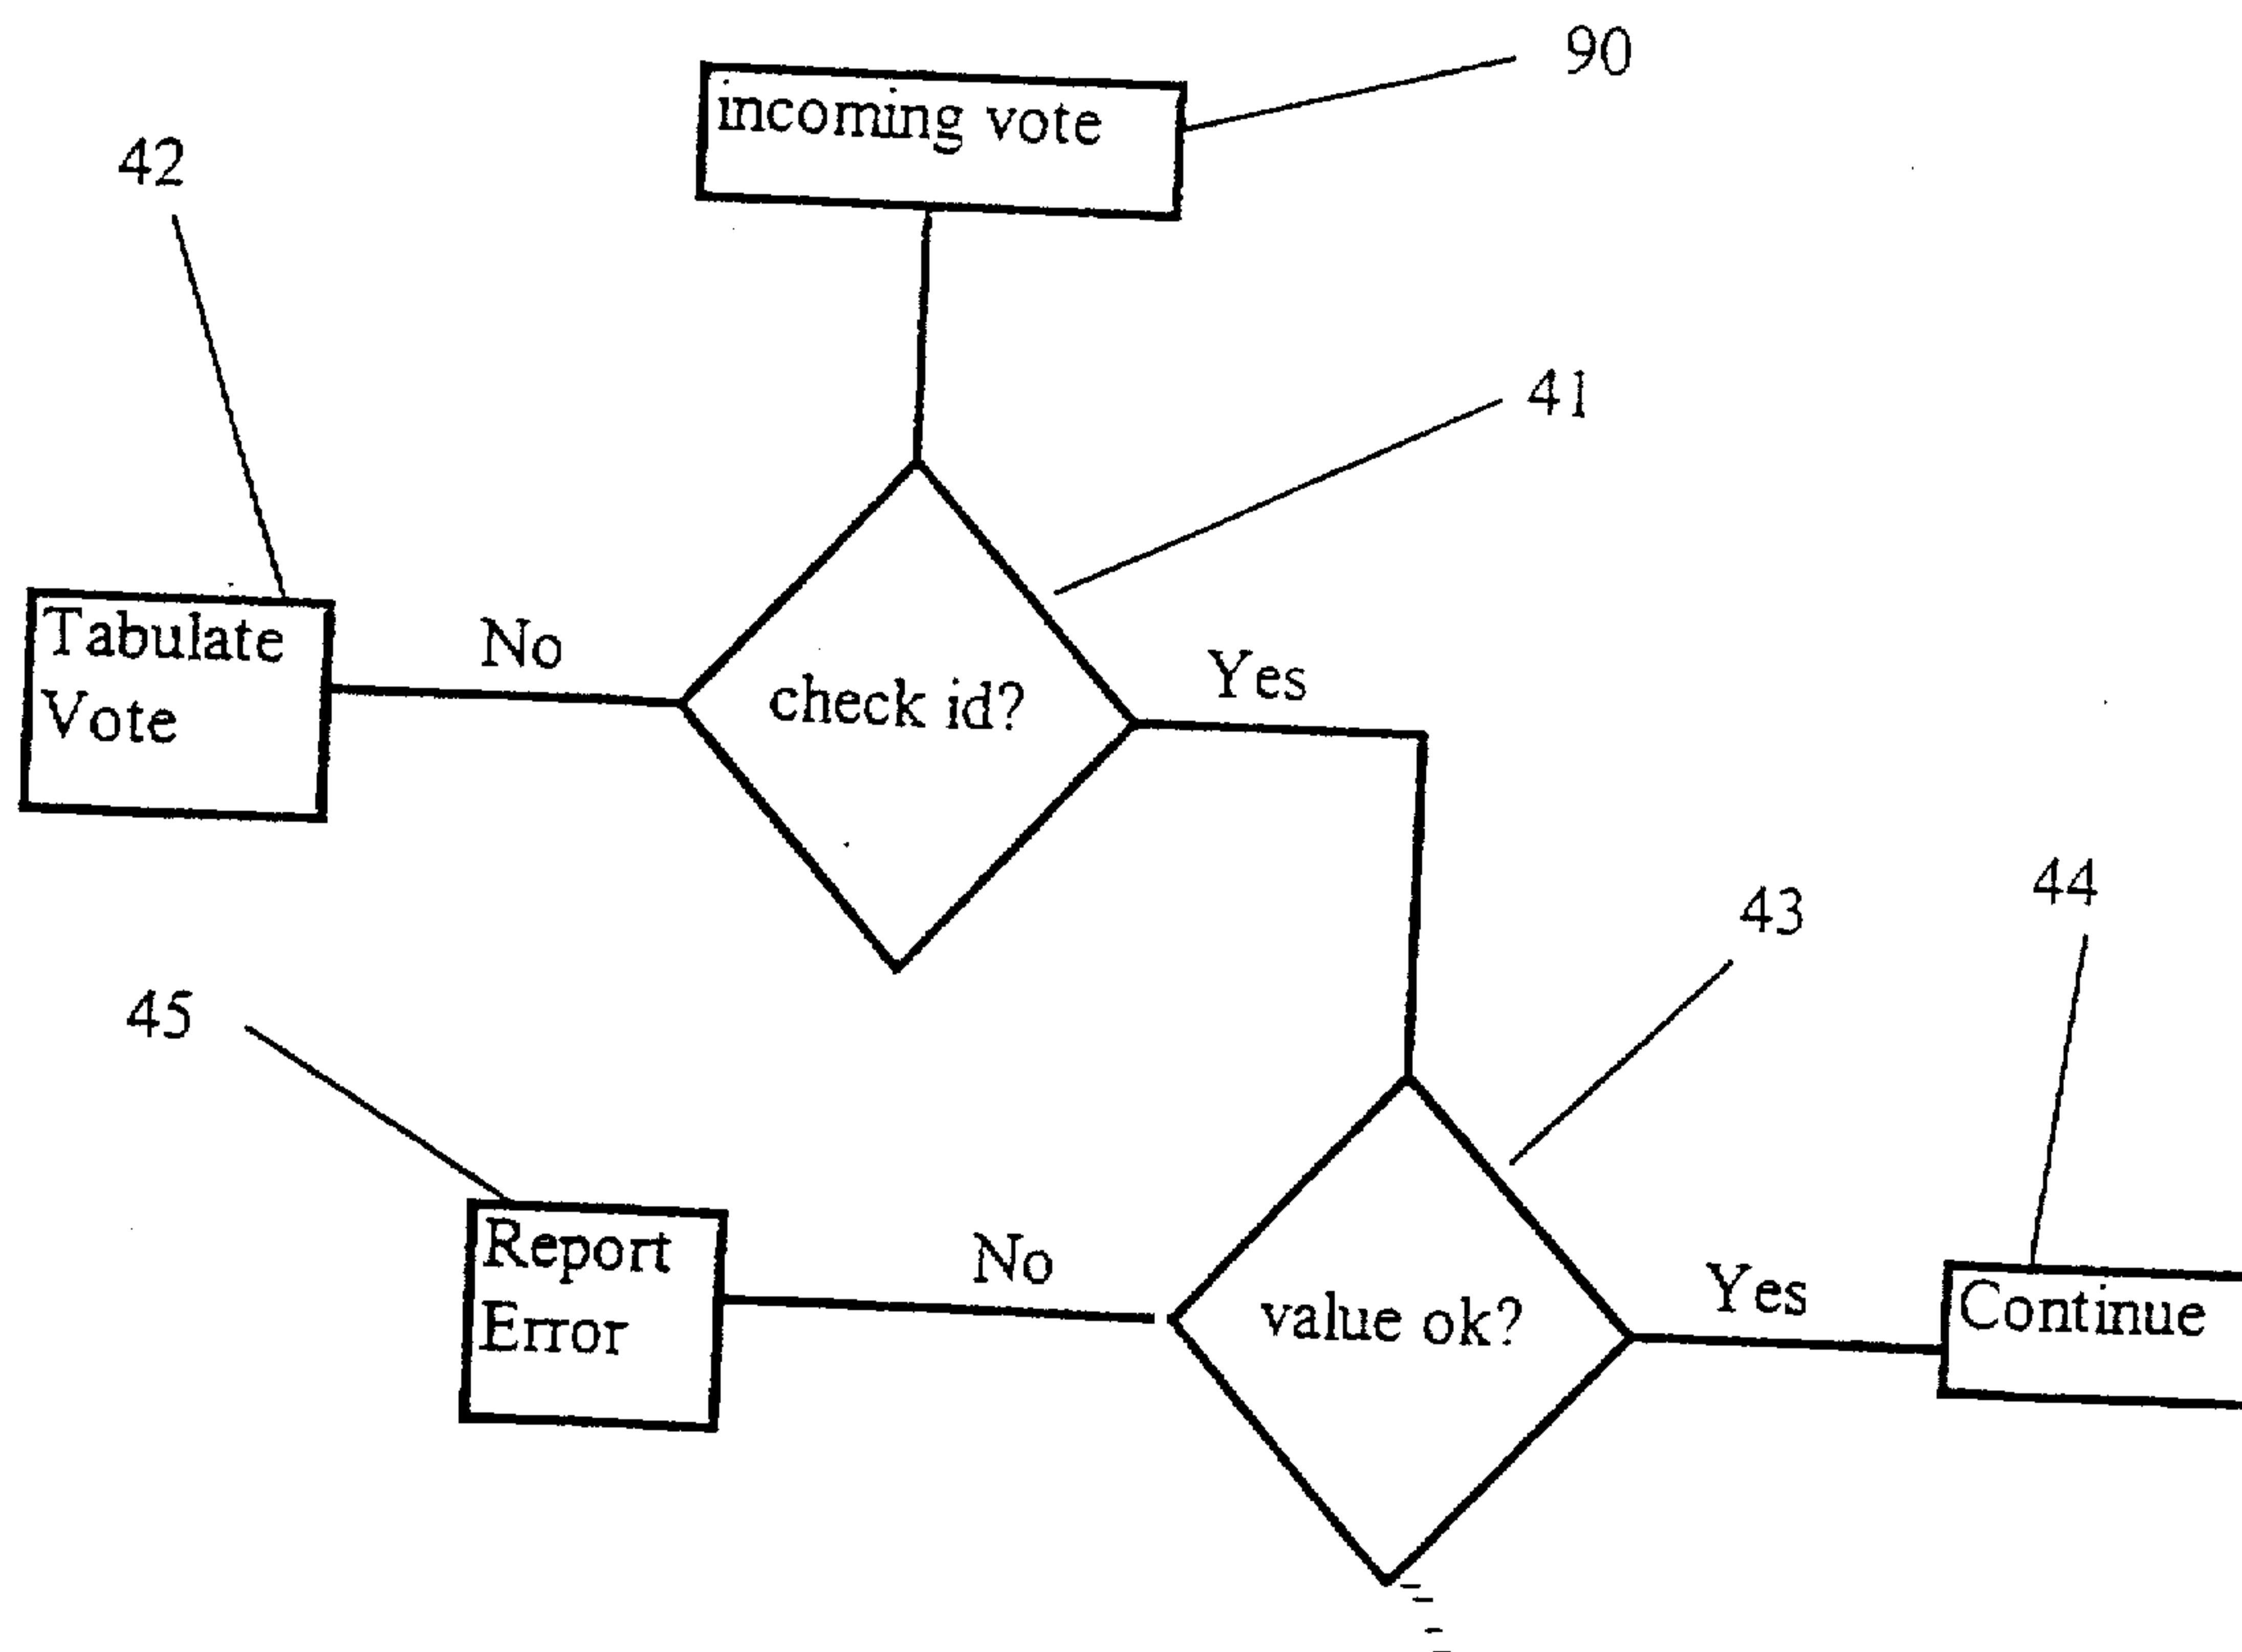 90
incoming vote
42
41
Tabulate
Vote
No
check id?
Yes
44
43
45
Report
Error
No
value ok?
Yes
Continue